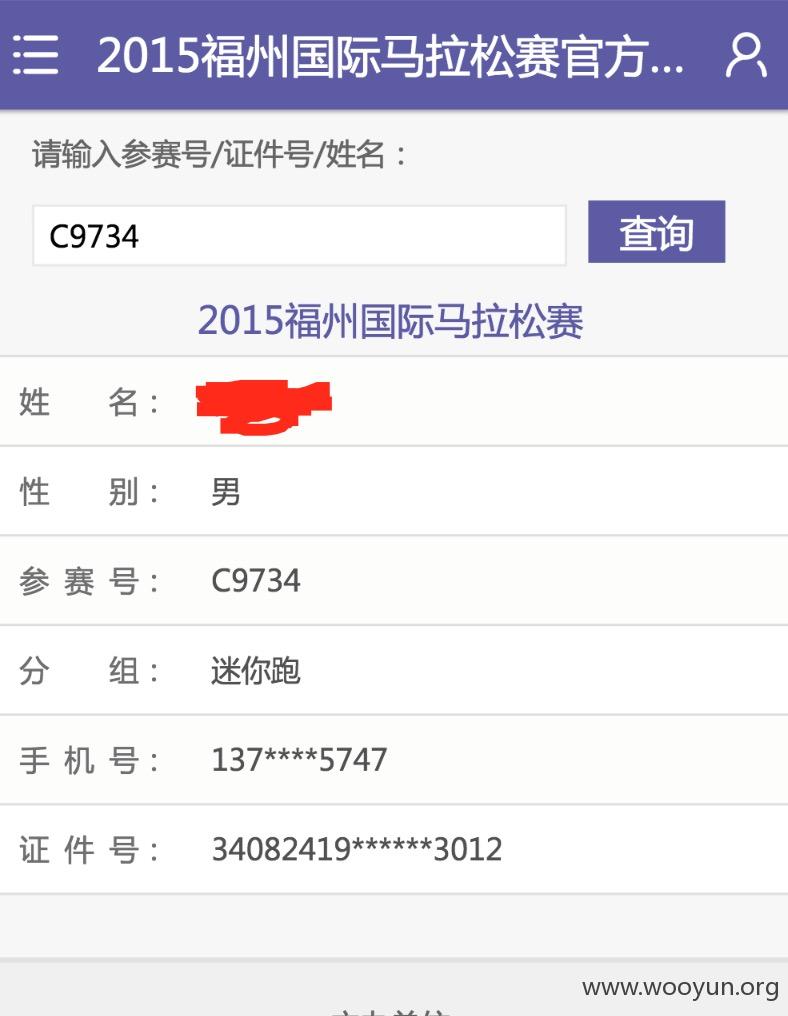 2015福州国际马拉松赛官方...
请输入参赛号/证件号/姓名：
C9734
查询
2015福州国际马拉松赛
姓 名：
性 别： 男
参赛号： C9734
分 组： 迷你跑
手机号： 137****5747
证件号： 34082419******3012
www.wooyun.org